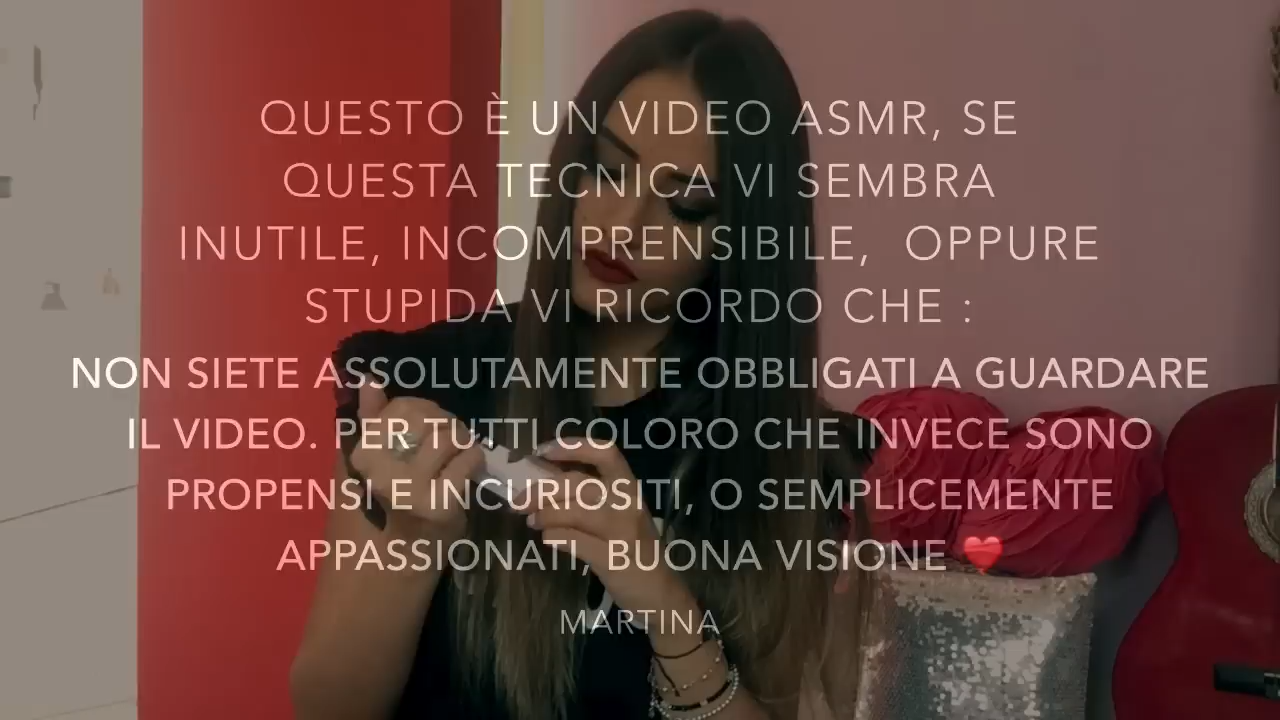 QUESTO È UN VIDEO ASMR, SE
QUESTA TECNICA VI SEMBRA
INUTILE, INCOMPRENSIBILE, OPPURE
STUPIDA VI RICORDO CHE :
NON SIETE ASSOLUTAMENTE OBBLIGATI A GUARDARE
IL VIDEO. PER TUTTI COLORO CHE INVECE SONO
PROPENSI E INCURIOSITI, O SEMPLICEMENTE
APPASSIONATI, BUONA VISIONE ♥️
MARTINA